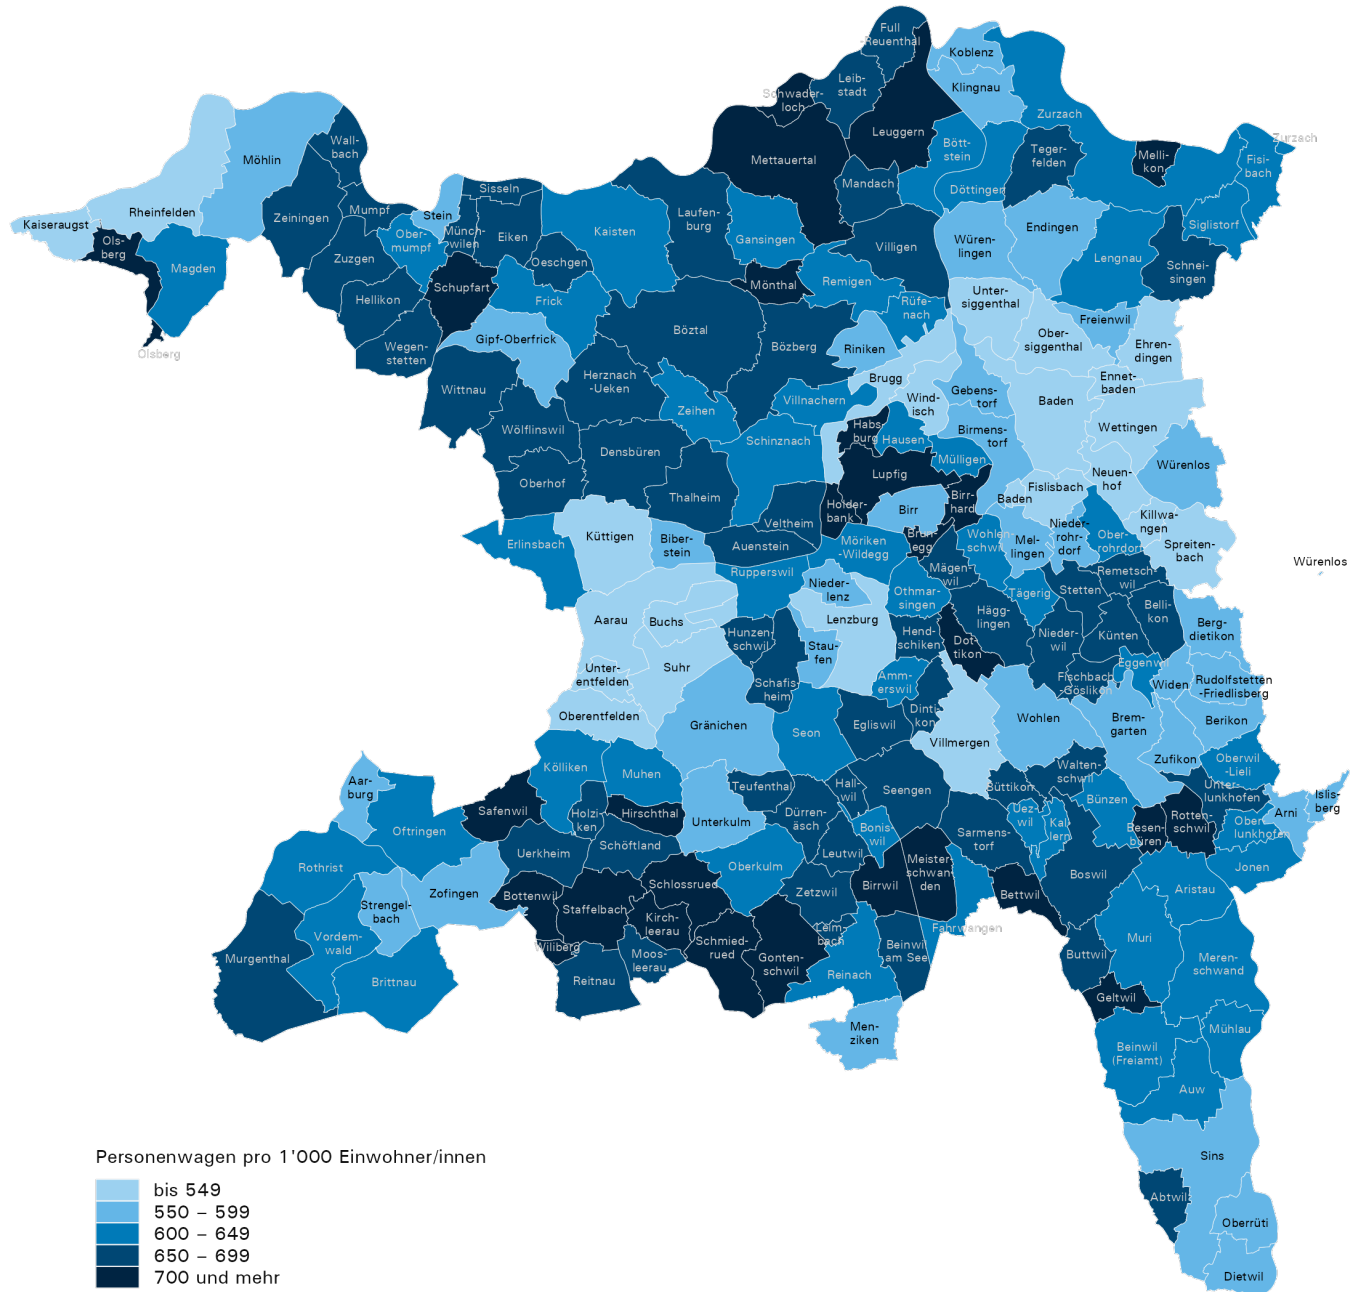 Full
-Reuenthal
Koblenz
Leib-
stadt
Klingnau
Schwader-
loch
Zurzach
Leuggern
Zurzach
Wall-
bach
Möhlin
Mettauertal
Bött-
stein
Teger-
felden
Melli-
kon
Fisi-
bach
Sisseln
Mandach
Döttingen
Rheinfelden
Mumpf
Stein
Zeiningen
Laufen-
burg
Kaiseraugst
Ober-
mumpf
Münch-
wilen
Eiken
Kaisten
Gansingen
Villigen
Würen-
lingen
Endingen
Siglistorf
Ols-
berg
Magden
Zuzgen
Oeschgen
Lengnau
Schnei-
singen
Schupfart
Mönthal
Remigen
Unter-
siggenthal
Hellikon
Frick
Rüfe-
nach
Freienwil
Böztal
Gipf-Oberfrick
Ober-
siggenthal
Ehren-
dingen
Olsberg
Wegen-
stetten
Bözberg
Riniken
Herznach
-Ueken
Brugg
Ennet-
baden
Wittnau
Gebens-
torf
Villnachern
Wind-
isch
Baden
Zeihen
Wölflinswil
Habs-
burg
Hausen
Birmens-
torf
Wettingen
Schinznach
Densbüren
Mülligen
Würenlos
Oberhof
Lupfig
Neuen-
hof
Thalheim
Fislisbach
Baden
Birr-
hard
Holder-
bank
Birr
Killwa-
ngen
Veltheim
Nieder-
rohr-
dorf
Küttigen
Biber-
stein
Erlinsbach
Auenstein
Möriken
-Wildegg
Brun-
egg
Wohlen-
schwil
Mel-
lingen
Ober-
rohrdorf
Spreiten-
bach
Würenlos
Rupperswil
Mägen-
wil
Remetsch-
wil
Nieder-
lenz
Othmar-
singen
Tägerig
Stetten
Aarau
Buchs
Lenzburg
Hägg-
lingen
Belli-
kon
Hunzen-
schwil
Hend-
schiken
Nieder-
wil
Künten
Berg-
dietikon
Stau-
fen
Dot-
tikon
Unter-
entfelden
Suhr
Eggenwil
Schafis-
heim
Amm-
erswil
Fischbach
-Göslikon
Widen
Rudolfstetten
-Friedlisberg
Oberentfelden
Gränichen
Dinti-
kon
Wohlen
Brem-
garten
Berikon
Seon
Egliswil
Villmergen
Zufikon
Kölliken
Muhen
Walten-
schwil
Oberwil
-Lieli
Aar-
burg
Teufenthal
Hall-
wil
Seengen
Büttikon
Unter-
lunkhofen
Bünzen
Islis-
berg
Safenwil
Holzi-
ken
Hirschthal
Unterkulm
Dürren-
äsch
Uez-
wil
Kal-
lern
Besen-
büren
Rotten-
schwil
Arni
Ober-
lunkhofen
Oftringen
Bonis-
wil
Sarmens-
torf
Uerkheim
Schöftland
Leutwil
Rothrist
Oberkulm
Meister-
schwan-
den
Boswil
Jonen
Zofingen
Bottenwil
Schlossrued
Zetzwil
Birrwil
Bettwil
Aristau
Strengel-
bach
Staffelbach
Kirch-
leerau
Leim-
bach
Fahrwangen
Vordem-
wald
Wiliberg
Schmied-
rued
Gonten-
schwil
Beinwil
am See
Muri
Murgenthal
Moos-
leerau
Buttwil
Meren-
schwand
Brittnau
Reitnau
Reinach
Geltwil
Men-
ziken
Mühlau
Beinwil
(Freiamt)
Auw
Sins
Abtwil
Oberrüti
Dietwil
Personenwagen pro 1'000 Einwohner/innen
bis 549
550 – 599
600 – 649
650 – 699
700 und mehr